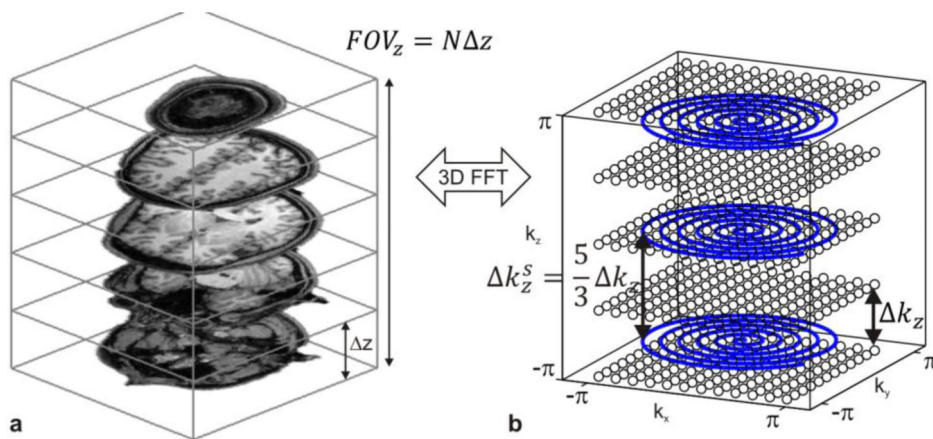 FOV_z = NΔz
Δz
a
3D FFT
π
k_z
Δk_z^s = 5/3 Δk_z
Δk_z
-π
-π
k_x
π
-π
k_y
π
b